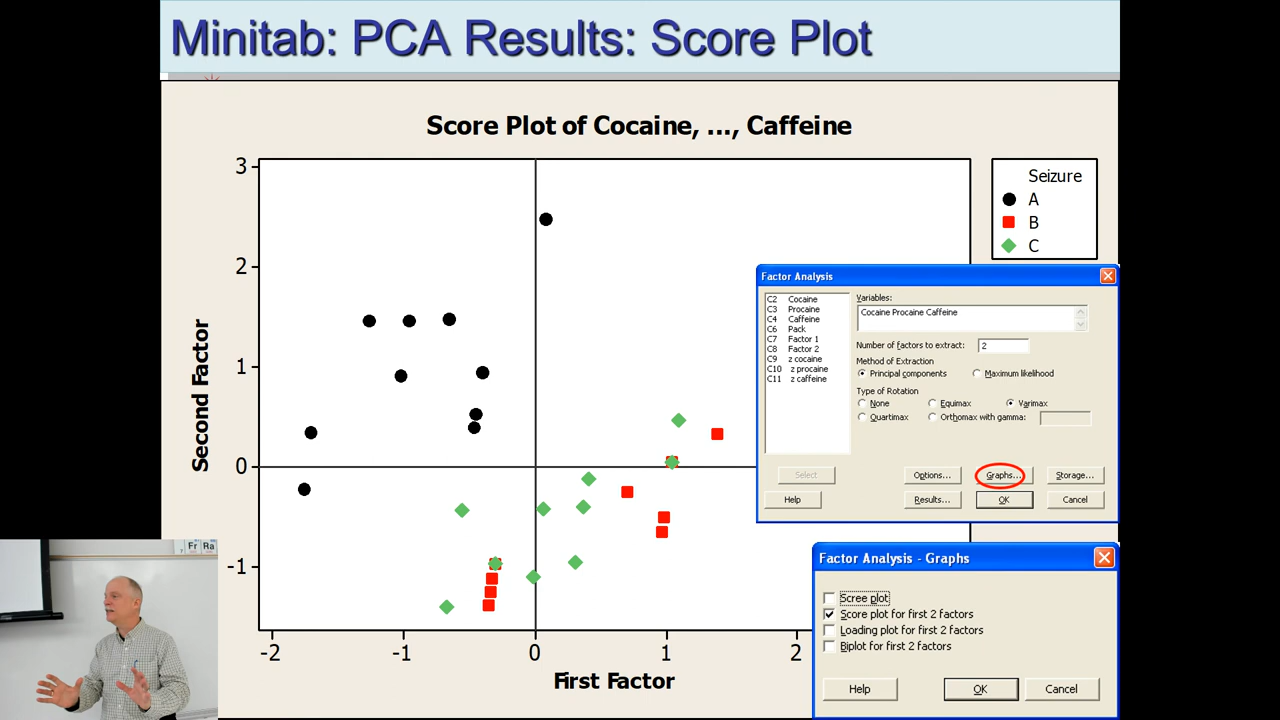 Minitab: PCA Results: Score Plot
Score Plot of Cocaine, ..., Caffeine
3
2
1
0
-1
Second Factor
-2
-1
0
1
2
First Factor
Seizure
A
B
C
Factor Analysis
C2 Cocaine
C3 Procaine
C4 Caffeine
C6 Pack
C7 Factor 1
C8 Factor 2
C9 z cocaine
C10 z procaine
C11 z caffeine
Variables:
Cocaine Procaine Caffeine
Number of factors to extract: 2
Method of Extraction
Principal components Maximum likelihood
Type of Rotation
None Equimax Varimax
Quartimax Orthomax with gamma:
Select Options... Graphs... Storage...
Help Results... OK Cancel
Factor Analysis - Graphs
Scree plot
Score plot for first 2 factors
Loading plot for first 2 factors
Biplot for first 2 factors
Help OK Cancel
Fr Ra